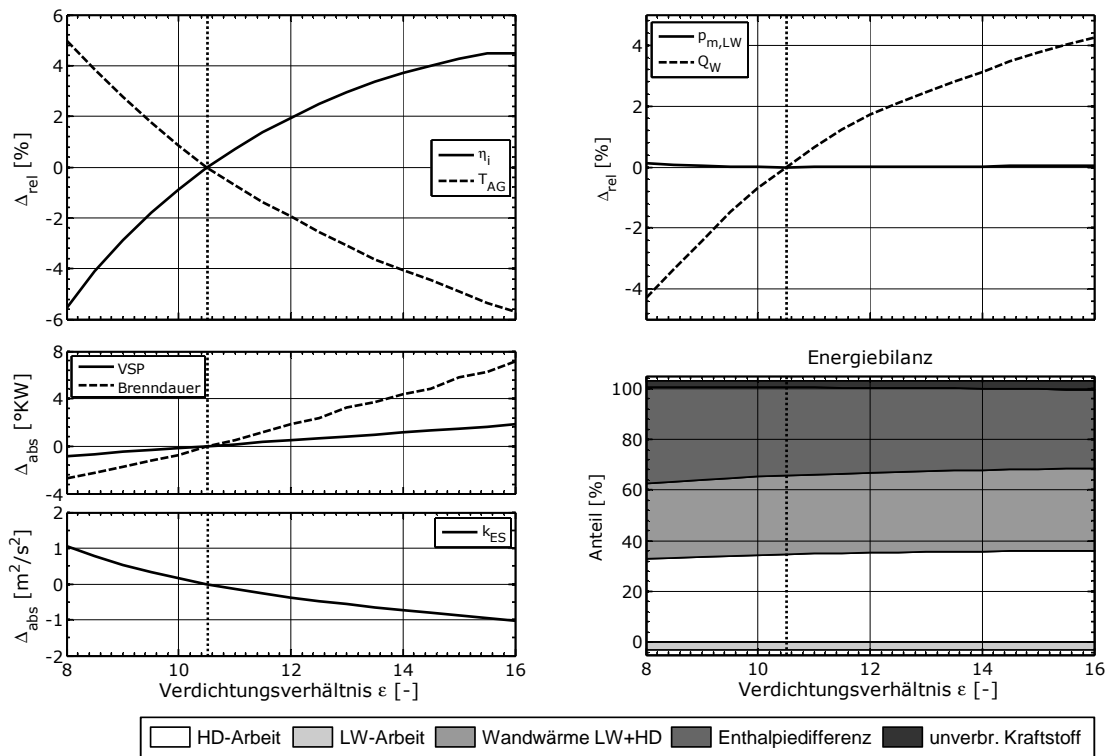 6
4
2
0
-2
-4
-6
Δrel [%]
ηi
TAG
4
2
0
-2
-4
Δrel [%]
pm,LW
QW
8
4
0
-4
Δabs [°KW]
VSP
Brenndauer
2
1
0
-1
-2
Δabs [m²/s²]
kES
8 10 12 14 16
Verdichtungsverhältnis ε [-]
Energiebilanz
100
80
60
40
20
0
Anteil [%]
8 10 12 14 16
Verdichtungsverhältnis ε [-]
HD-Arbeit LW-Arbeit Wandwärme LW+HD Enthalpiedifferenz unverbr. Kraftstoff